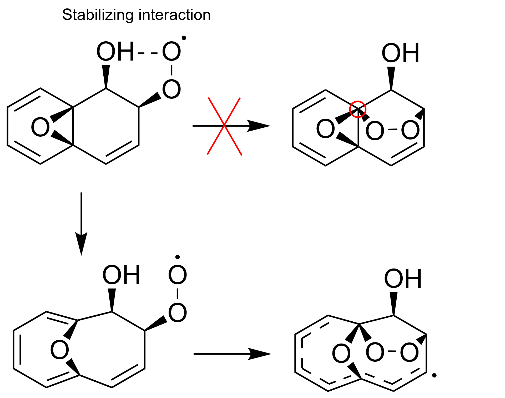 Stabilizing interaction
OH--O•
O
O
OH
O
O-O
OH
O•
O
O
OH
O
O-O
•